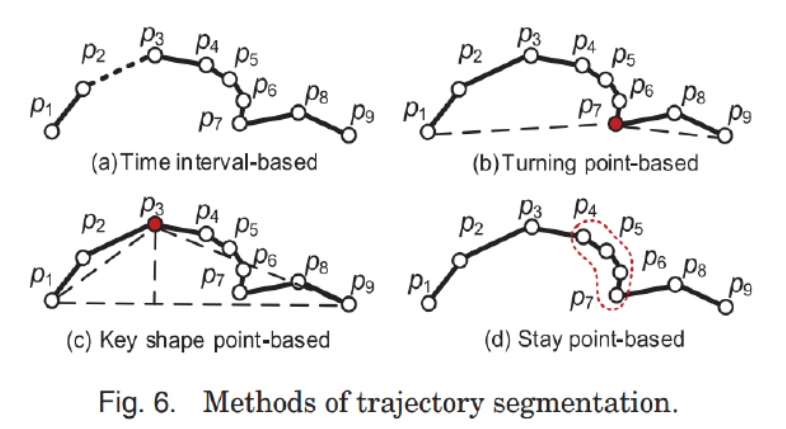 p1 p2 p3 p4 p5 p6 p7 p8 p9
(a) Time interval-based
p1 p2 p3 p4 p5 p6 p7 p8 p9
(b) Turning point-based
p1 p2 p3 p4 p5 p6 p7 p8 p9
(c) Key shape point-based
p1 p2 p3 p4 p5 p6 p7 p8 p9
(d) Stay point-based
Fig. 6. Methods of trajectory segmentation.